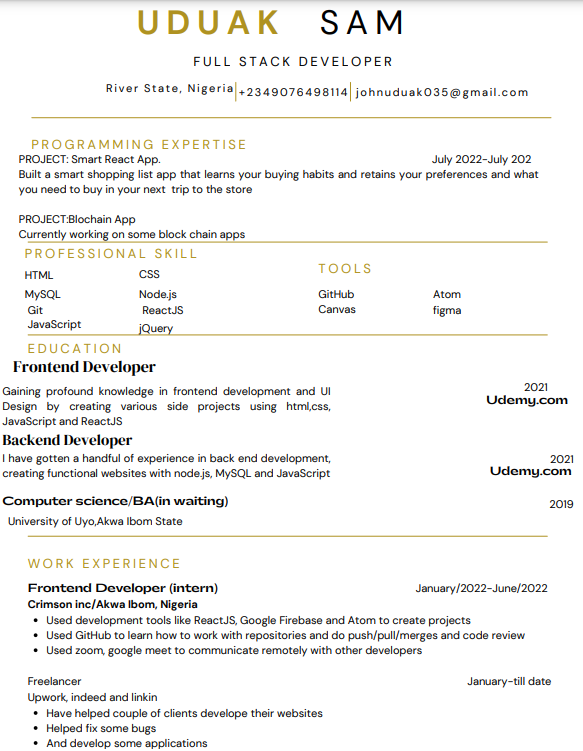 UDUAK SAM
FULL STACK DEVELOPER
River State, Nigeria +2349076498114 johnuduak035@gmail.com
PROGRAMMING EXPERTISE
PROJECT: Smart React App. July 2022-July 202
Built a smart shopping list app that learns your buying habits and retains your preferences and what
you need to buy in your next trip to the store
PROJECT:Blochain App
Currently working on some block chain apps
PROFESSIONAL SKILL
TOOLS
HTML CSS
MySQL Node.js GitHub Atom
Git ReactJS Canvas figma
JavaScript jQuery
EDUCATION
Frontend Developer
2021
Gaining profound knowledge in frontend development and UI
Udemy.com
Design by creating various side projects using html,css,
JavaScript and ReactJS
Backend Developer
I have gotten a handful of experience in back end development, 2021
creating functional websites with node.js, MySQL and JavaScript Udemy.com
Computer science/BA(in waiting) 2019
University of Uyo,Akwa Ibom State
WORK EXPERIENCE
Frontend Developer (intern) January/2022-June/2022
Crimson inc/Akwa Ibom, Nigeria
• Used development tools like ReactJS, Google Firebase and Atom to create projects
• Used GitHub to learn how to work with repositories and do push/pull/merges and code review
• Used zoom, google meet to communicate remotely with other developers
Freelancer January-till date
Upwork, indeed and linkin
• Have helped couple of clients develope their websites
• Helped fix some bugs
• And develop some applications